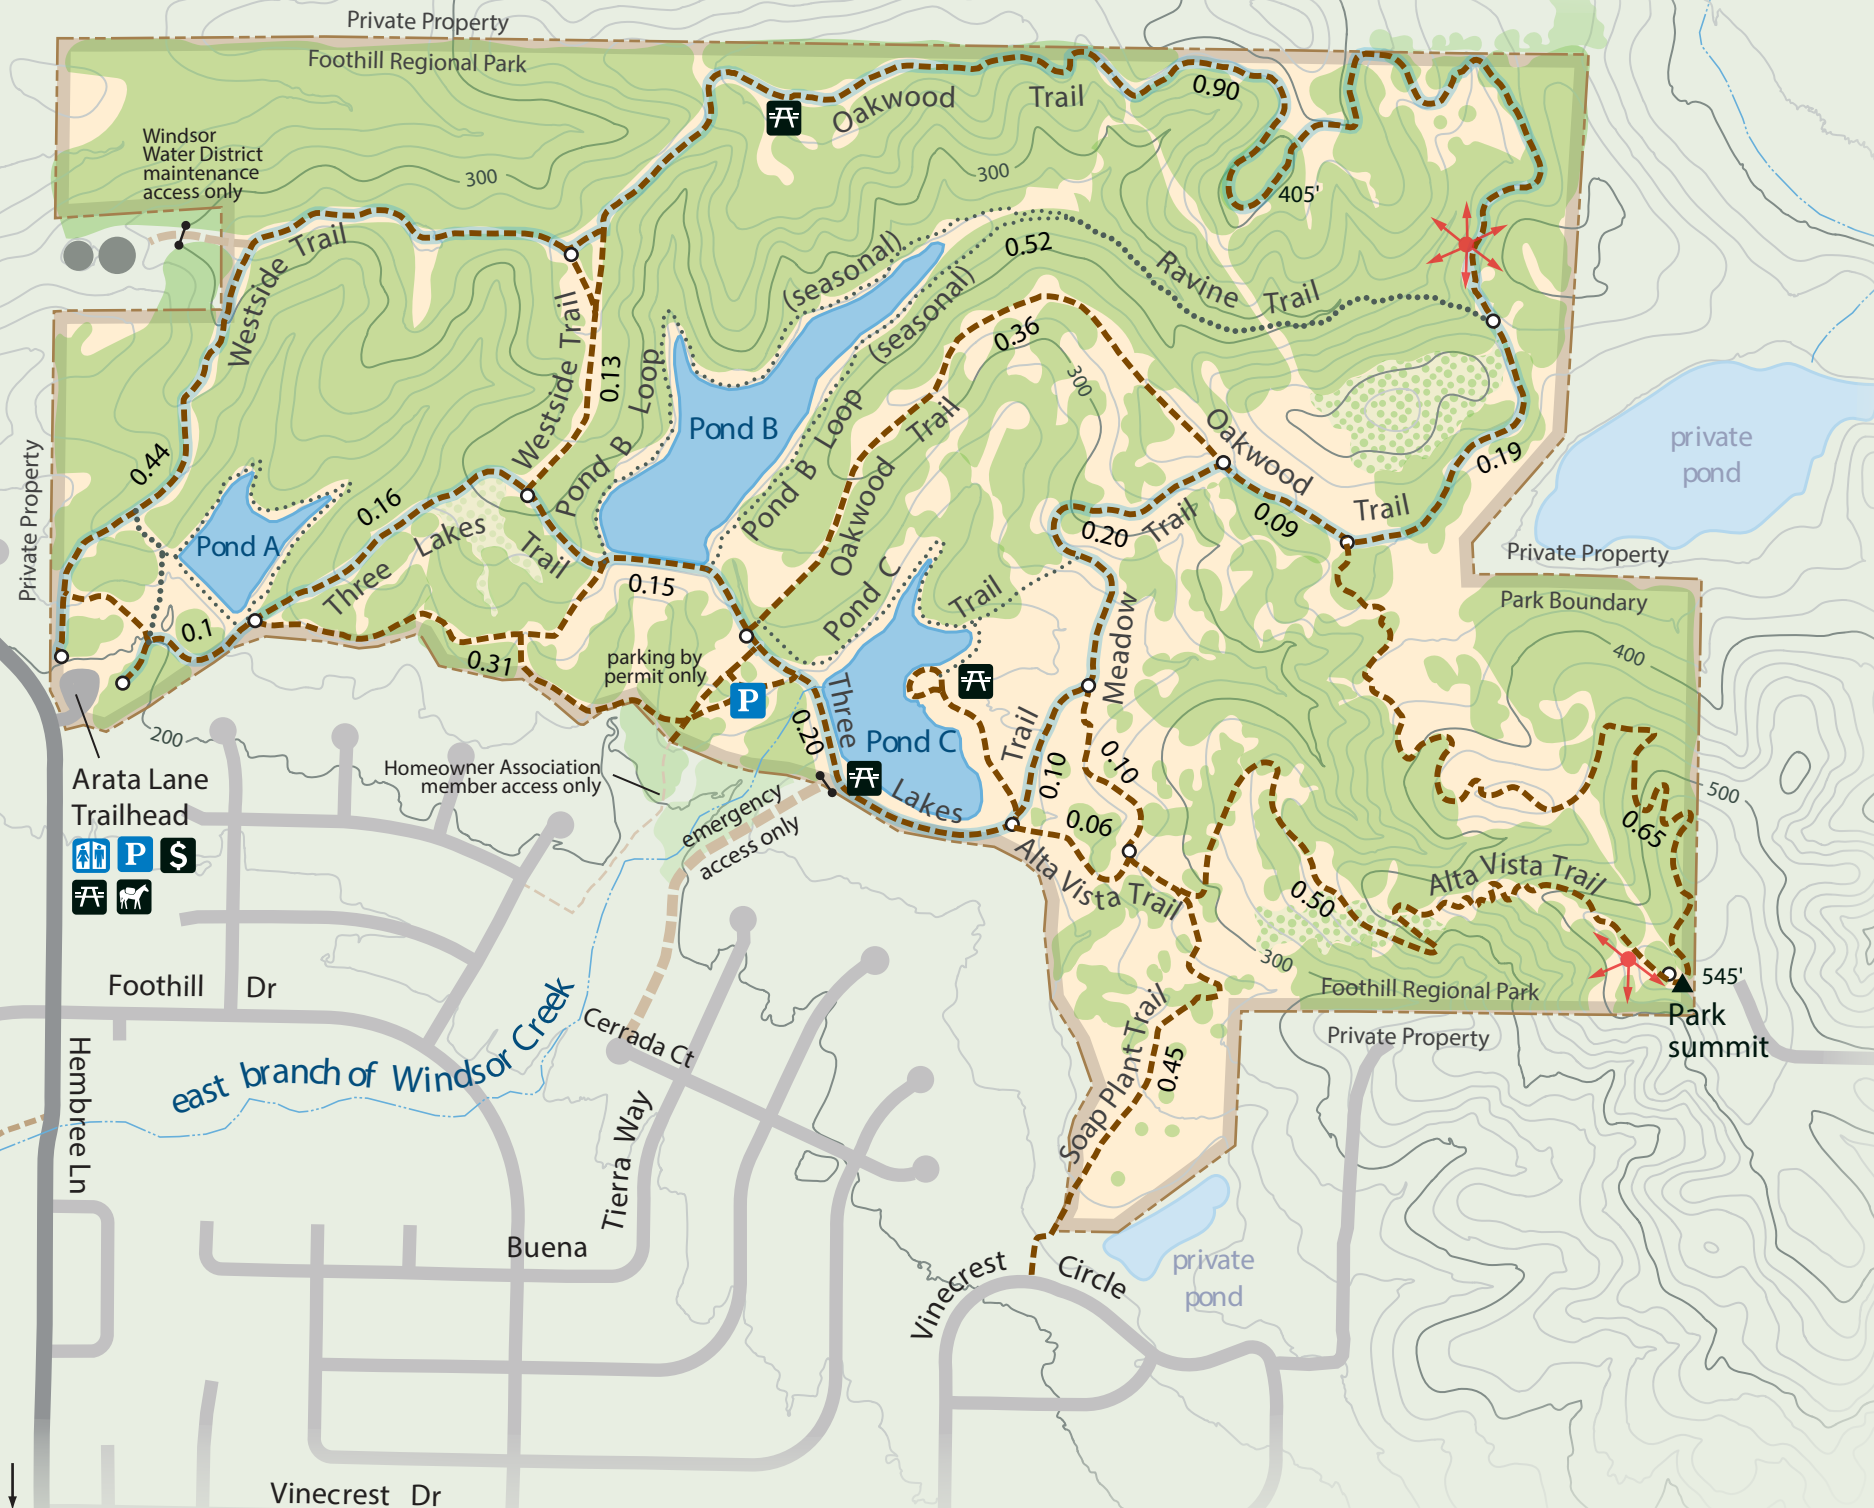 Private Property
Foothill Regional Park
Windsor
Water District
maintenance
access only
300
Oakwood Trail
0.90
300
405'
Westside Trail
(seasonal)
0.52
Ravine Trail
(seasonal)
0.36
300
Westside Trail
0.13
Pond B Loop
Pond B
Pond B Loop
Oakwood Trail
Oakwood Trail
private
pond
0.44
0.16
Pond A
Three Lakes Trail
0.19
0.09
0.20
Trail
Meadow
Private Property
Private Property
Park Boundary
0.1
0.15
Pond C Trail
0.31
parking by
permit only
P
400
200
Three Lakes
0.20
Pond C
Trail
0.10
0.10
Arata Lane
Trailhead
P
$
Homeowner Association
member access only
emergency
access only
0.06
500
0.65
Alta Vista Trail
0.50
Alta Vista Trail
300
Foothill Regional Park
545'
Park
summit
Private Property
Foothill Dr
east branch of Windsor Creek
Cerrada Ct
Soap Plant Trail
0.45
Hembree Ln
Tierra Way
Buena
Vinecrest Circle
private
pond
Vinecrest Dr